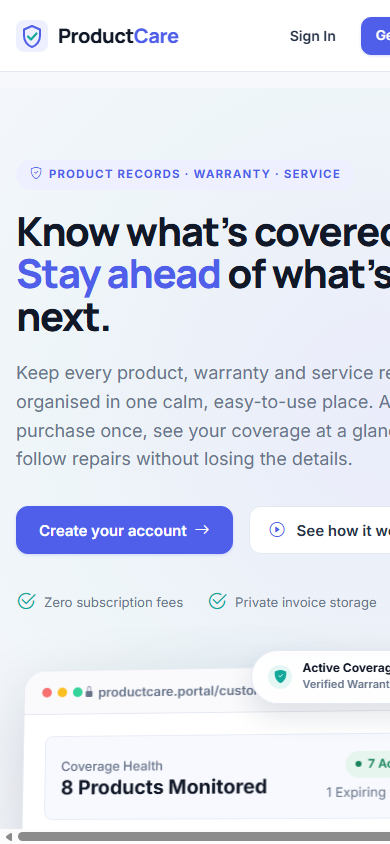 ProductCare
Sign In
Ge
PRODUCT RECORDS · WARRANTY · SERVICE
Know what's covered
Stay ahead of what's
next.
Keep every product, warranty and service re
organised in one calm, easy-to-use place. A
purchase once, see your coverage at a glan
follow repairs without losing the details.
Create your account →
See how it wo
Zero subscription fees
Private invoice storage
Active Coverag
Verified Warrant
productcare.portal/custo
Coverage Health
8 Products Monitored
7 Ac
1 Expiring